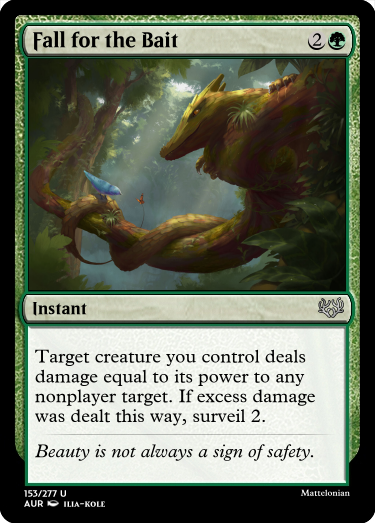 Fall for the Bait 2
Instant
Target creature you control deals
damage equal to its power to any
nonplayer target. If excess damage
was dealt this way, surveil 2.
Beauty is not always a sign of safety.
153/277 U
Mattelonian
AUR ILIA-KOLE